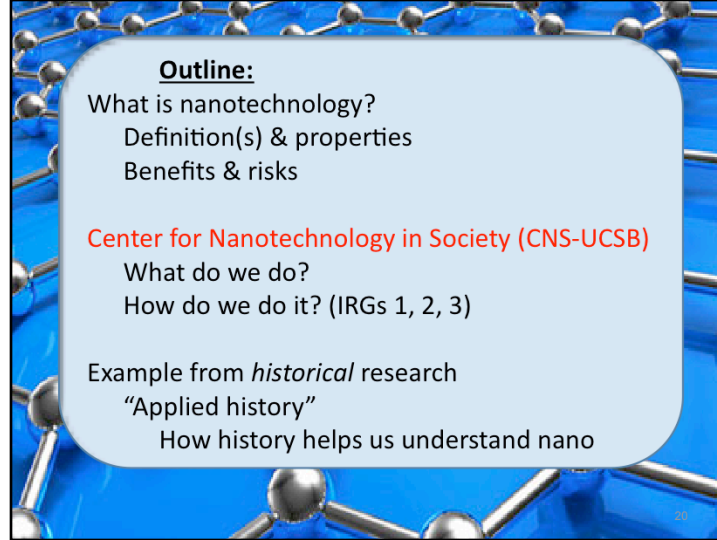 Outline:
What is nanotechnology?
Definition(s) & properties
Benefits & risks
Center for Nanotechnology in Society (CNS-UCSB)
What do we do?
How do we do it? (IRGs 1, 2, 3)
Example from historical research
“Applied history”
How history helps us understand nano
20